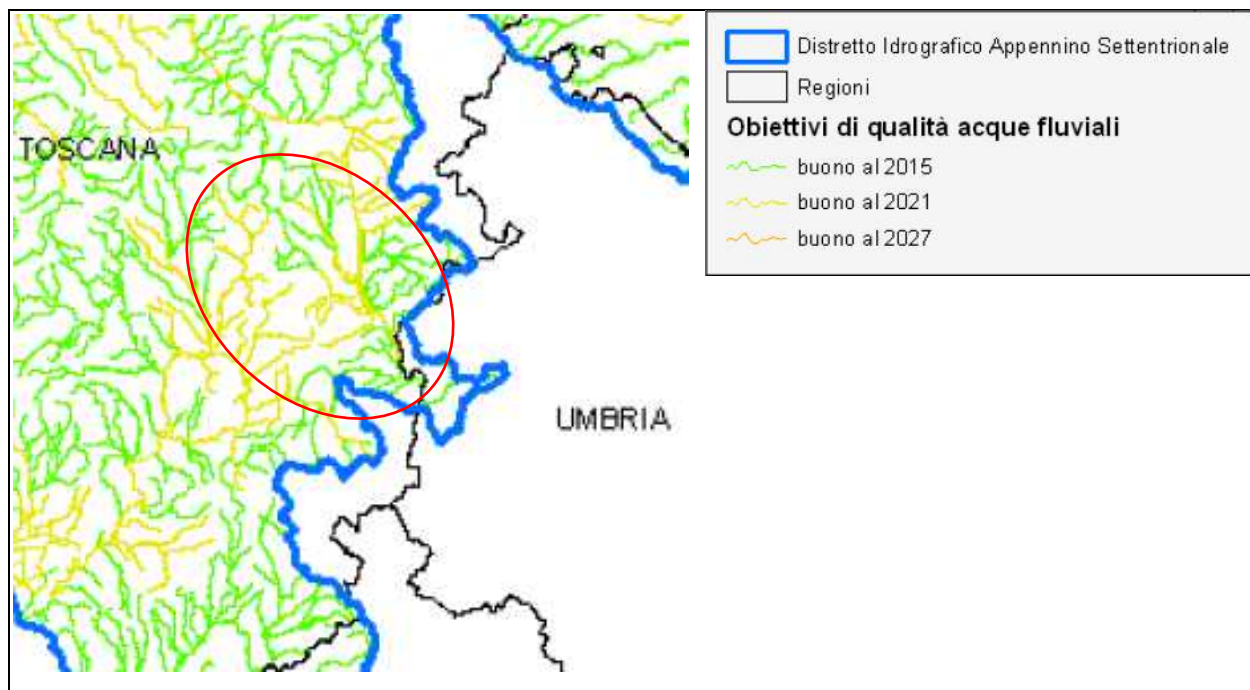 TOSCANA
UMBRIA
Distretto Idrografico Appennino Settentrionale
Regioni
Obiettivi di qualità acque fluviali
buono al 2015
buono al 2021
buono al 2027